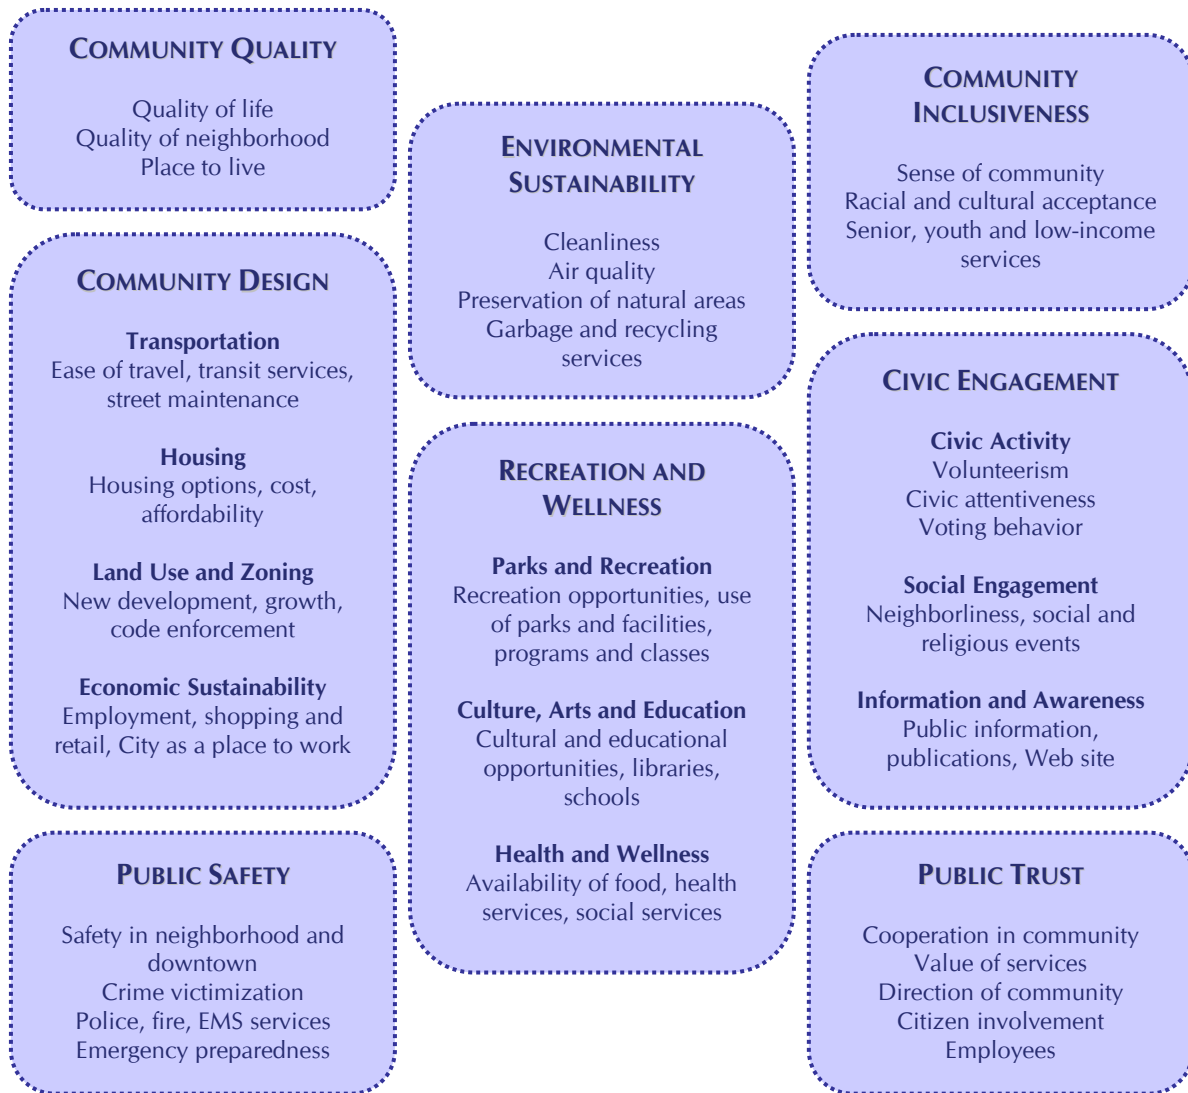 COMMUNITY QUALITY
Quality of life
Quality of neighborhood
Place to live
COMMUNITY DESIGN
Transportation
Ease of travel, transit services,
street maintenance
Housing
Housing options, cost,
affordability
Land Use and Zoning
New development, growth,
code enforcement
Economic Sustainability
Employment, shopping and
retail, City as a place to work
PUBLIC SAFETY
Safety in neighborhood and
downtown
Crime victimization
Police, fire, EMS services
Emergency preparedness
ENVIRONMENTAL
SUSTAINABILITY
Cleanliness
Air quality
Preservation of natural areas
Garbage and recycling
services
RECREATION AND
WELLNESS
Parks and Recreation
Recreation opportunities, use
of parks and facilities,
programs and classes
Culture, Arts and Education
Cultural and educational
opportunities, libraries,
schools
Health and Wellness
Availability of food, health
services, social services
COMMUNITY
INCLUSIVENESS
Sense of community
Racial and cultural acceptance
Senior, youth and low-income
services
CIVIC ENGAGEMENT
Civic Activity
Volunteerism
Civic attentiveness
Voting behavior
Social Engagement
Neighborliness, social and
religious events
Information and Awareness
Public information,
publications, Web site
PUBLIC TRUST
Cooperation in community
Value of services
Direction of community
Citizen involvement
Employees